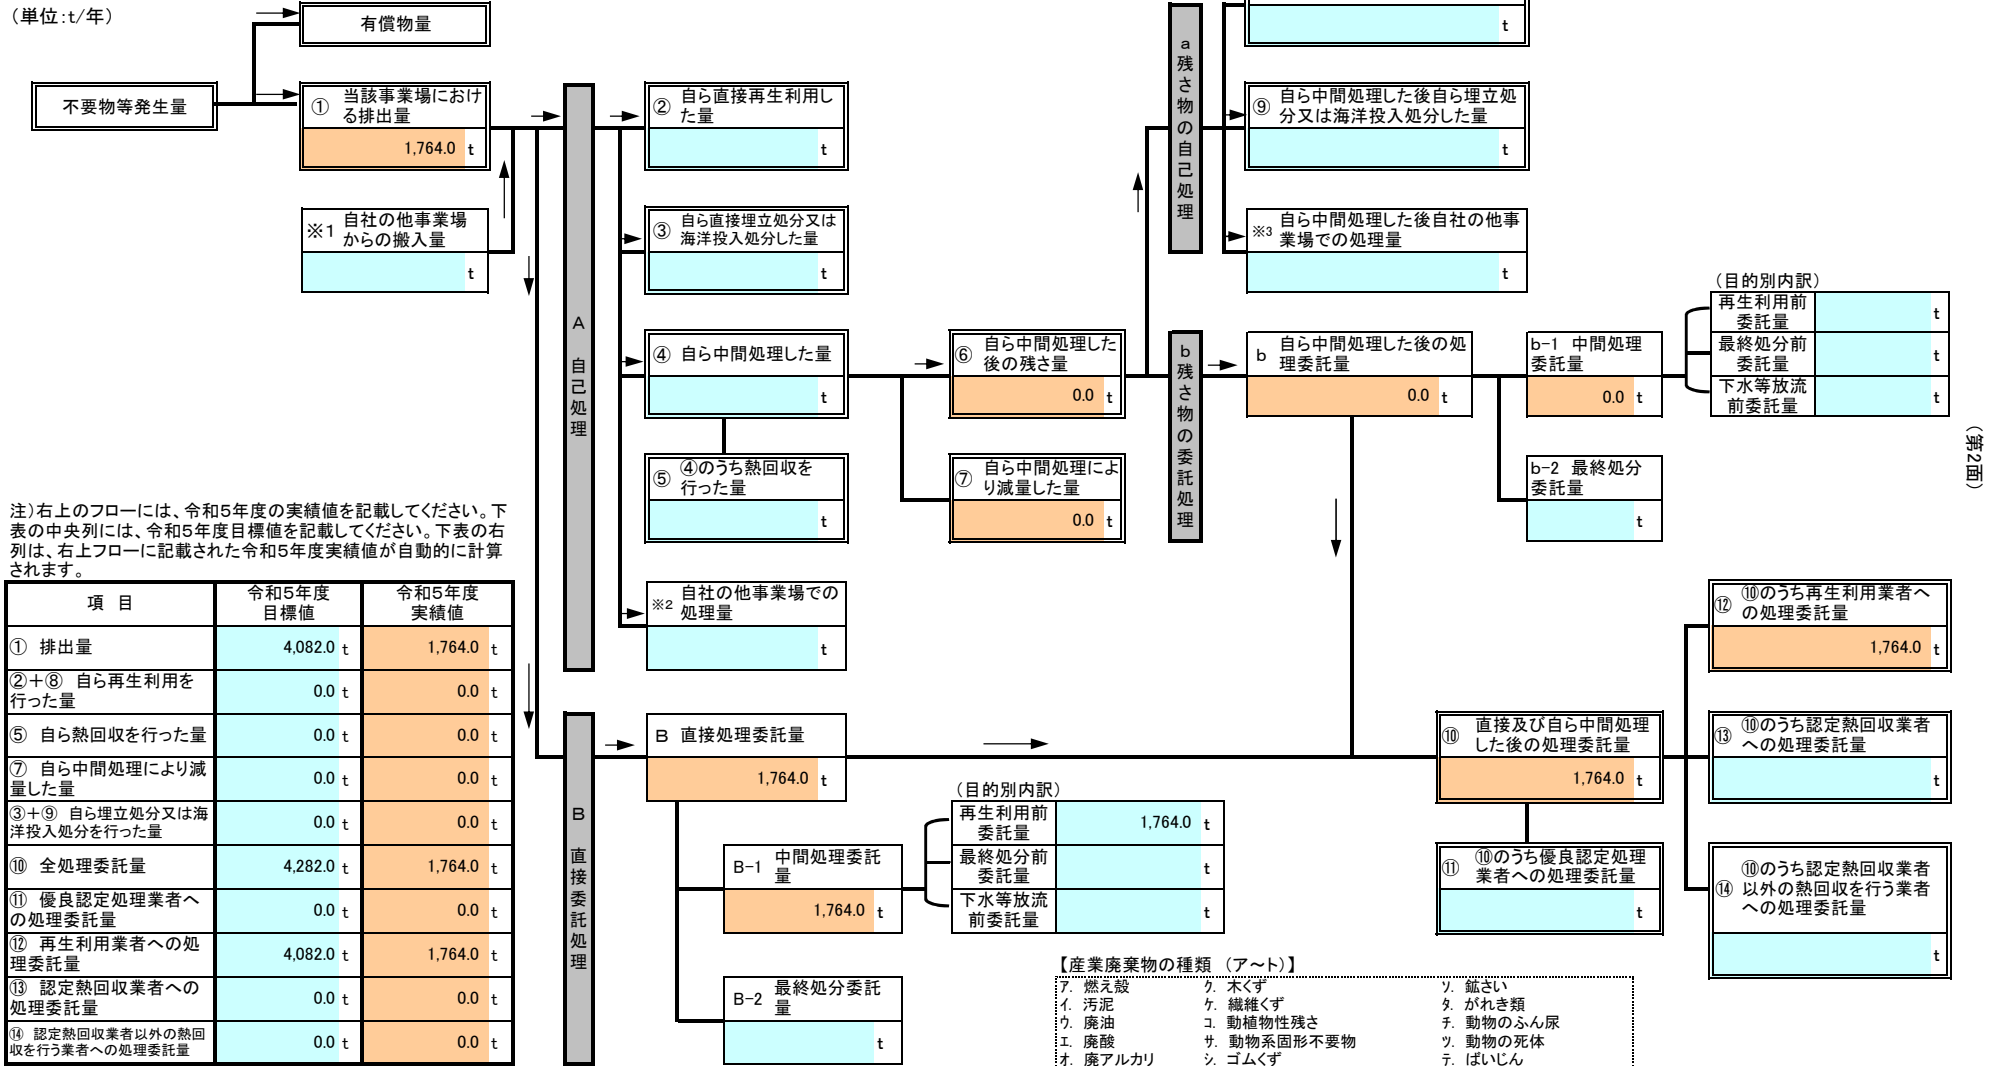 （単位：ｔ/年）
有償物量
不要物等発生量
① 当該事業場におけ
る排出量
1,764.0 t
※1 自社の他事業場
からの搬入量
t
A 自己処理
② 自ら直接再生利用し
た量
t
③ 自ら直接埋立処分又は
海洋投入処分した量
t
④ 自ら中間処理した量
t
⑤ ④のうち熱回収を
行った量
t
※2 自社の他事業場での
処理量
t
⑥ 自ら中間処理した
後の残さ量
0.0 t
⑦ 自ら中間処理によ
り減量した量
0.0 t
a 残さ物の自己処理
t
⑨ 自ら中間処理した後自ら埋立処
分又は海洋投入処分した量
t
※3 自ら中間処理した後自社の他事
業場での処理量
t
b 残さ物の委託処理
b 自ら中間処理した後の処
理委託量
0.0 t
b-1 中間処理
委託量
0.0 t
b-2 最終処分
委託量
t
（目的別内訳）
再生利用前
委託量 t
最終処分前
委託量 t
下水等放流
前委託量 t
（第2面）
注）右上のフローには、令和5年度の実績値を記載してください。下
表の中央列には、令和5年度目標値を記載してください。下表の右
列は、右上フローに記載された令和5年度実績値が自動的に計算
されます。
項 目 令和5年度
目標値 令和5年度
実績値
① 排出量 4,082.0 t 1,764.0 t
②＋⑧ 自ら再生利用を
行った量 0.0 t 0.0 t
⑤ 自ら熱回収を行った量 0.0 t 0.0 t
⑦ 自ら中間処理により減
量した量 0.0 t 0.0 t
③＋⑨ 自ら埋立処分又は海
洋投入処分を行った量 0.0 t 0.0 t
⑩ 全処理委託量 4,282.0 t 1,764.0 t
⑪ 優良認定処理業者へ
の処理委託量 0.0 t 0.0 t
⑫ 再生利用業者への処
理委託量 4,082.0 t 1,764.0 t
⑬ 認定熱回収業者への
処理委託量 0.0 t 0.0 t
⑭ 認定熱回収業者以外の熱回
収を行う業者への処理委託量 0.0 t 0.0 t
B 直接委託処理
B 直接処理委託量
1,764.0 t
B-1 中間処理委託
量
1,764.0 t
B-2 最終処分委託
量
t
（目的別内訳）
再生利用前
委託量 1,764.0 t
最終処分前
委託量 t
下水等放流
前委託量 t
⑩ 直接及び自ら中間処理
した後の処理委託量
1,764.0 t
⑪ ⑩のうち優良認定処理
業者への処理委託量
t
⑫ ⑩のうち再生利用業者へ
の処理委託量
1,764.0 t
⑬ ⑩のうち認定熱回収業者
への処理委託量
t
⑭ ⑩のうち認定熱回収業者
以外の熱回収を行う業者
への処理委託量
t
【産業廃棄物の種類 （ア～ト）】
ア. 燃え殻 ク. 木くず ソ. 鉱さい
イ. 汚泥 ケ. 繊維くず タ. がれき類
ウ. 廃油 コ. 動植物性残さ チ. 動物のふん尿
エ. 廃酸 サ. 動物系固形不要物 ツ. 動物の死体
オ. 廃アルカリ シ. ゴムくず テ. ばいじん